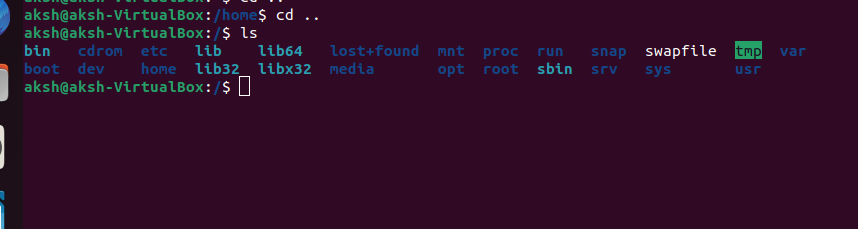 aksh@aksh-VirtualBox:/home$ cd ..
aksh@aksh-VirtualBox:/$ ls
bin cdrom etc lib lib64 lost+found mnt proc run snap swapfile tmp var
boot dev home lib32 libx32 media opt root sbin srv sys usr
aksh@aksh-VirtualBox:/$